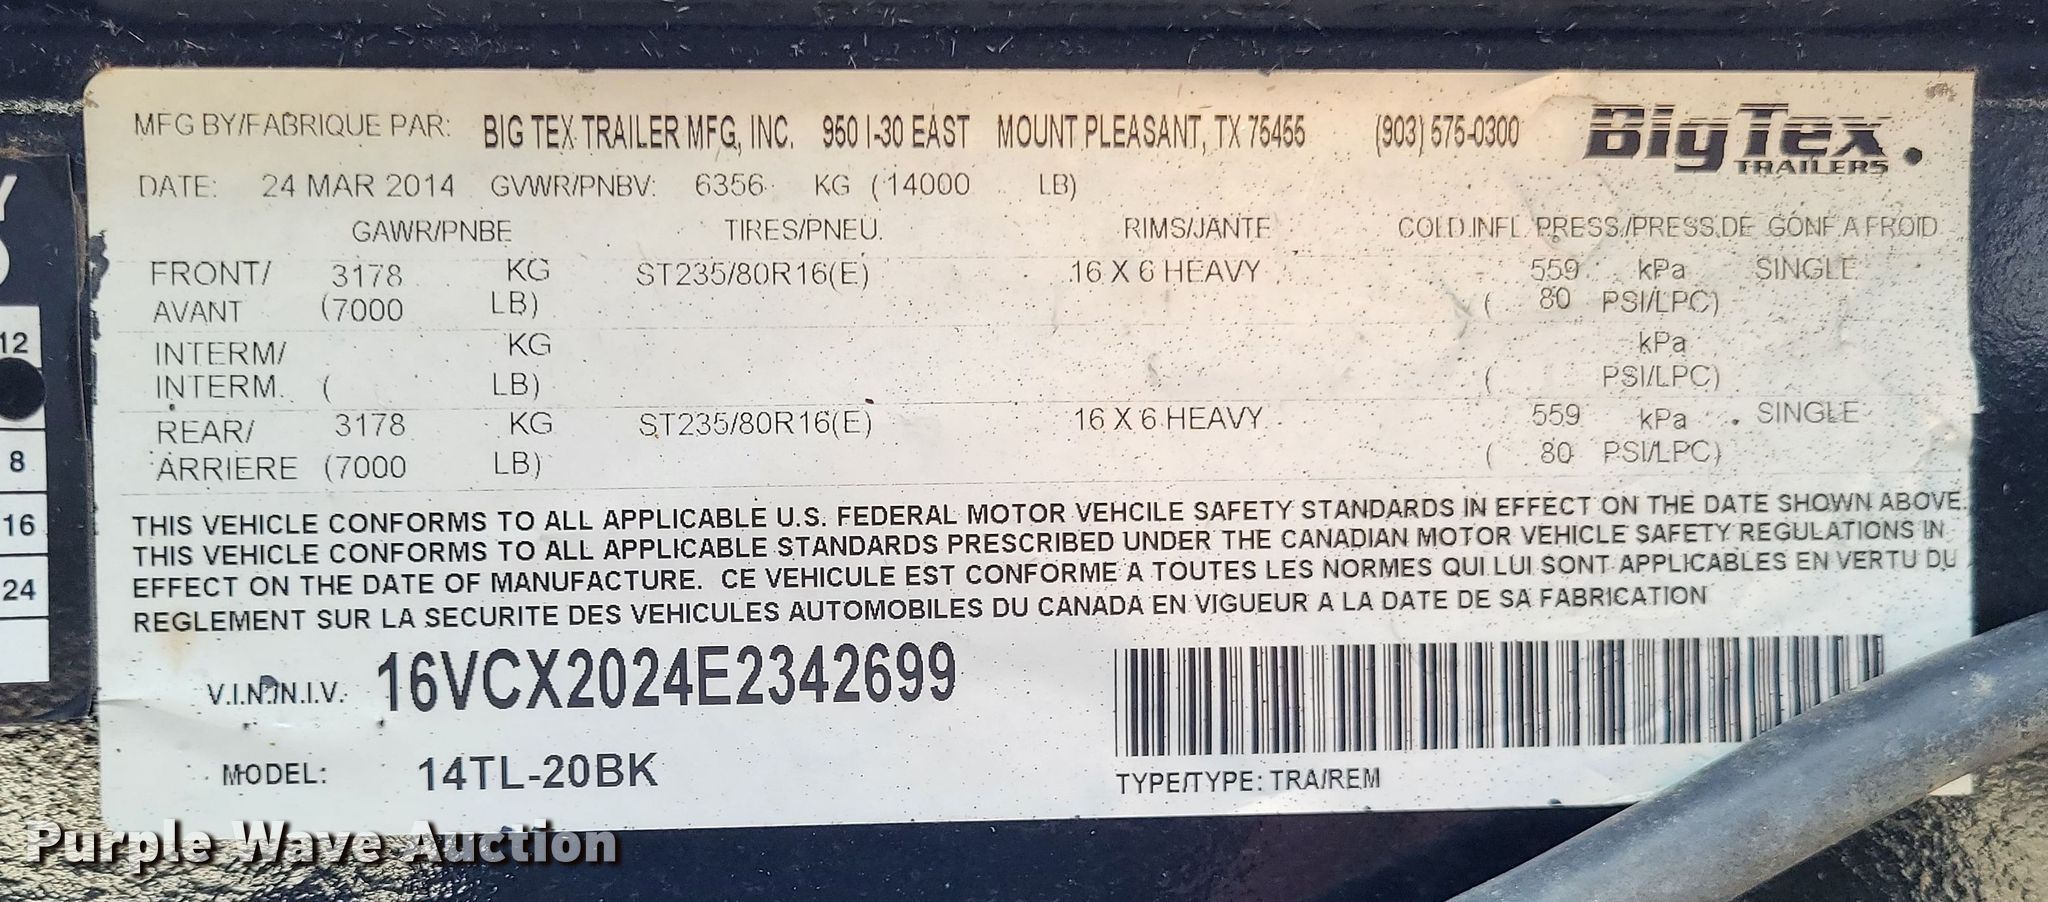 MFG BY/FABRIQUE PAR: BIG TEX TRAILER MFG, INC. 950 I-30 EAST MOUNT PLEASANT, TX 75455 (903) 575-0300 Big Tex TRAILERS
DATE: 24 MAR 2014 GVWR/PNBV: 6356 KG (14000 LB)
GAWR/PNBE TIRES/PNEU. RIMS/JANTE COLD.INFL. PRESS./PRESS.DE GONF.A FROID
FRONT/ 3178 KG ST235/80R16(E) 16 X 6 HEAVY 559 kPa SINGLE
AVANT (7000 LB) ( 80 PSI/LPC)
INTERM/ KG kPa
INTERM. ( LB) ( PSI/LPC)
REAR/ 3178 KG ST235/80R16(E) 16 X 6 HEAVY 559 kPa SINGLE
ARRIERE (7000 LB) ( 80 PSI/LPC)
THIS VEHICLE CONFORMS TO ALL APPLICABLE U.S. FEDERAL MOTOR VEHCILE SAFETY STANDARDS IN EFFECT ON THE DATE SHOWN ABOVE.
THIS VEHICLE CONFORMS TO ALL APPLICABLE STANDARDS PRESCRIBED UNDER THE CANADIAN MOTOR VEHICLE SAFETY REGULATIONS IN
EFFECT ON THE DATE OF MANUFACTURE. CE VEHICULE EST CONFORME A TOUTES LES NORMES QUI LUI SONT APPLICABLES EN VERTU DU
REGLEMENT SUR LA SECURITE DES VEHICULES AUTOMOBILES DU CANADA EN VIGUEUR A LA DATE DE SA FABRICATION
V.I.N./N.I.V.: 16VCX2024E2342699
MODEL: 14TL-20BK
TYPE/TYPE: TRA/REM
12
8
16
24
Purple Wave Auction